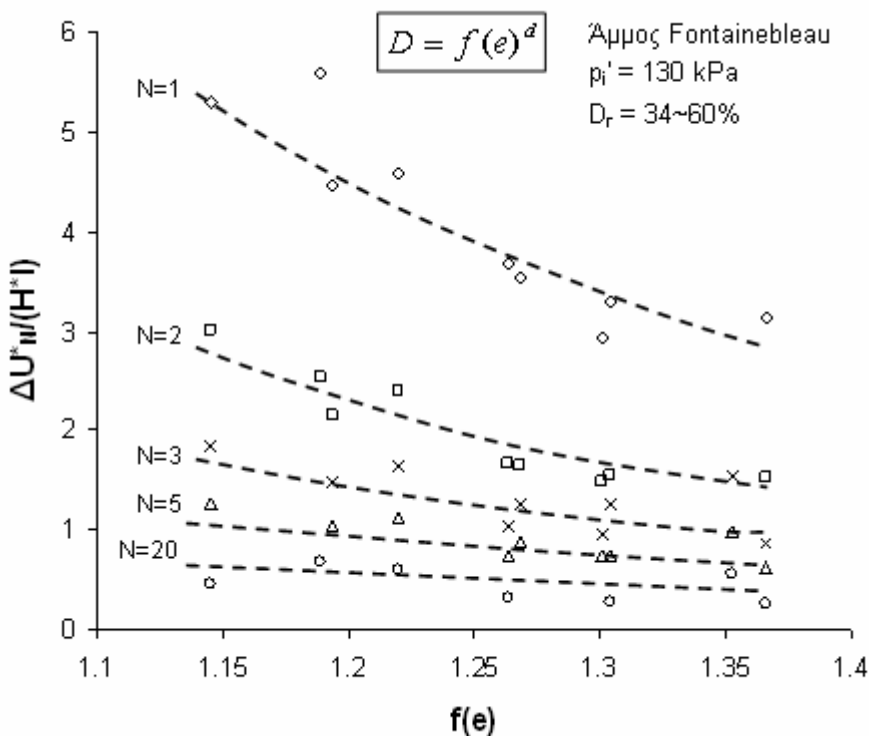 6
D = f(e)^d
Άμμος Fontainebleau
p_i' = 130 kPa
D_r = 34~60%
N=1
5
4
ΔU*_II/(H*I)
3
N=2
2
N=3
N=5
1
N=20
0
1.1 1.15 1.2 1.25 1.3 1.35 1.4
f(e)